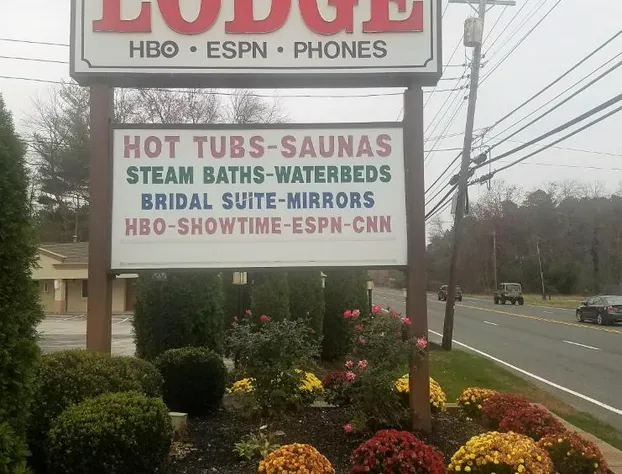 LODGE
HBO • ESPN • PHONES
HOT TUBS-SAUNAS
STEAM BATHS-WATERBEDS
BRIDAL SUITE-MIRRORS
HBO-SHOWTIME-ESPN-CNN